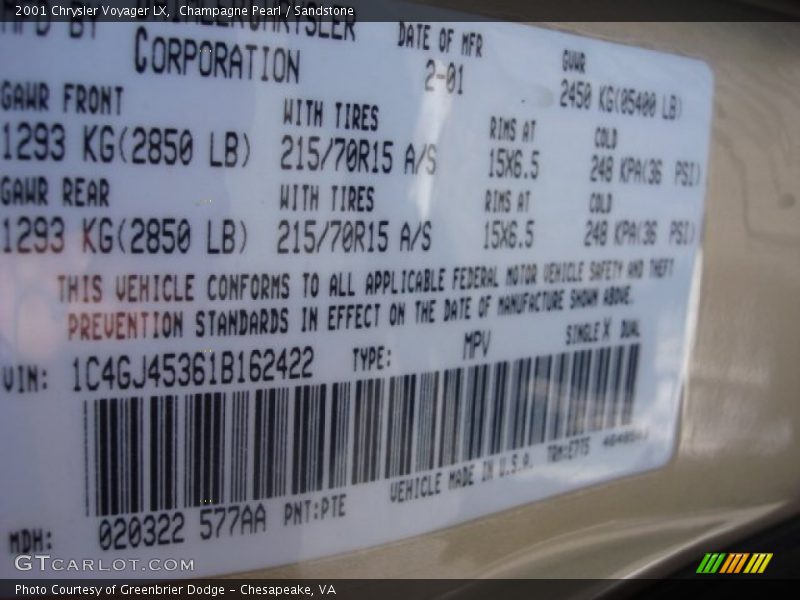 2001 Chrysler Voyager LX, Champagne Pearl / Sandstone
MFD BY
CORPORATION
DATE OF MFR
2-01
GVWR
2450 KG(05400 LB)
GAWR FRONT
WITH TIRES
RIMS AT
COLD
1293 KG(2850 LB)
215/70R15 A/S
15X6.5
248 KPA(36 PSI)
GAWR REAR
WITH TIRES
RIMS AT
COLD
1293 KG(2850 LB)
215/70R15 A/S
15X6.5
248 KPA(36 PSI)
THIS VEHICLE CONFORMS TO ALL APPLICABLE FEDERAL MOTOR VEHICLE SAFETY AND THEFT
PREVENTION STANDARDS IN EFFECT ON THE DATE OF MANUFACTURE SHOWN ABOVE.
VIN: 1C4GJ45361B162422
TYPE:
MPV
SINGLE X DUAL
MDH: 020322 577AA
PNT:PTE
VEHICLE MADE IN U.S.A.
TRM:E7T5
GTCARLOT.COM
Photo Courtesy of Greenbrier Dodge - Chesapeake, VA